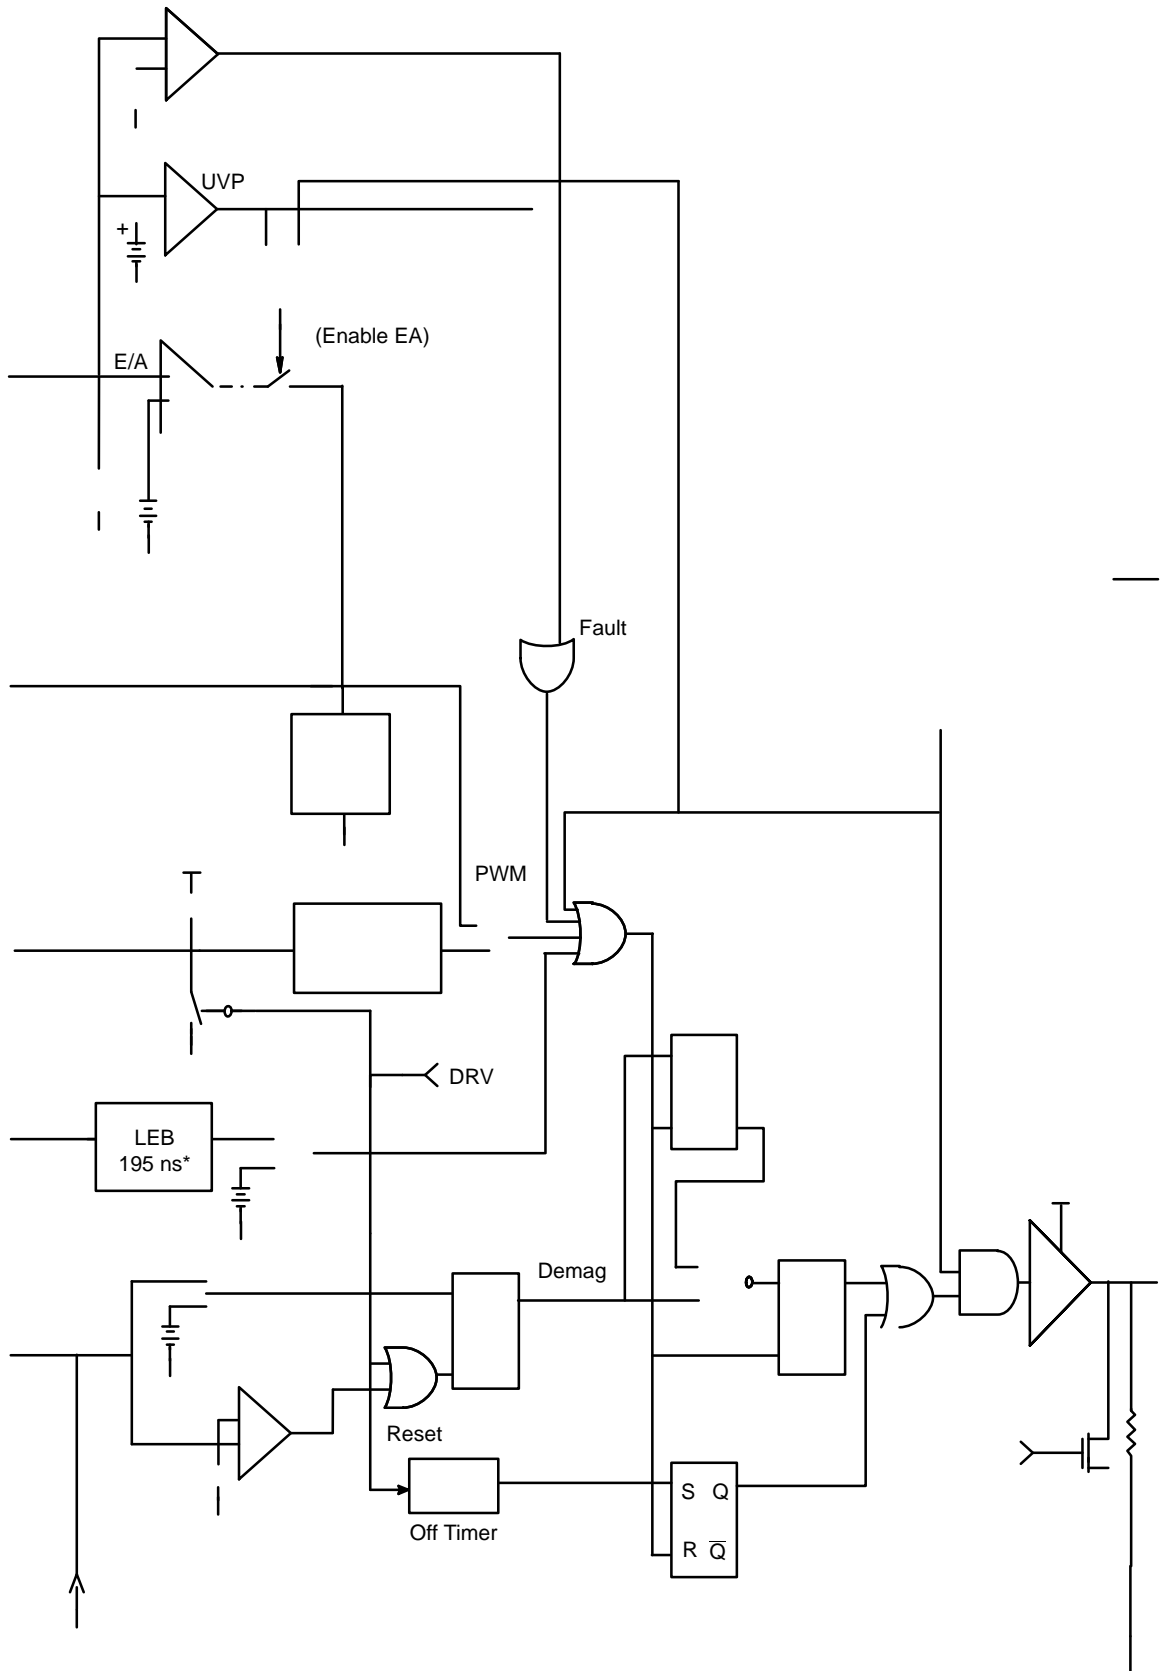 UVP
+
(Enable EA)
E/A
Fault
PWM
DRV
LEB
195 ns*
Demag
Reset
S Q
Off Timer
R Q̅